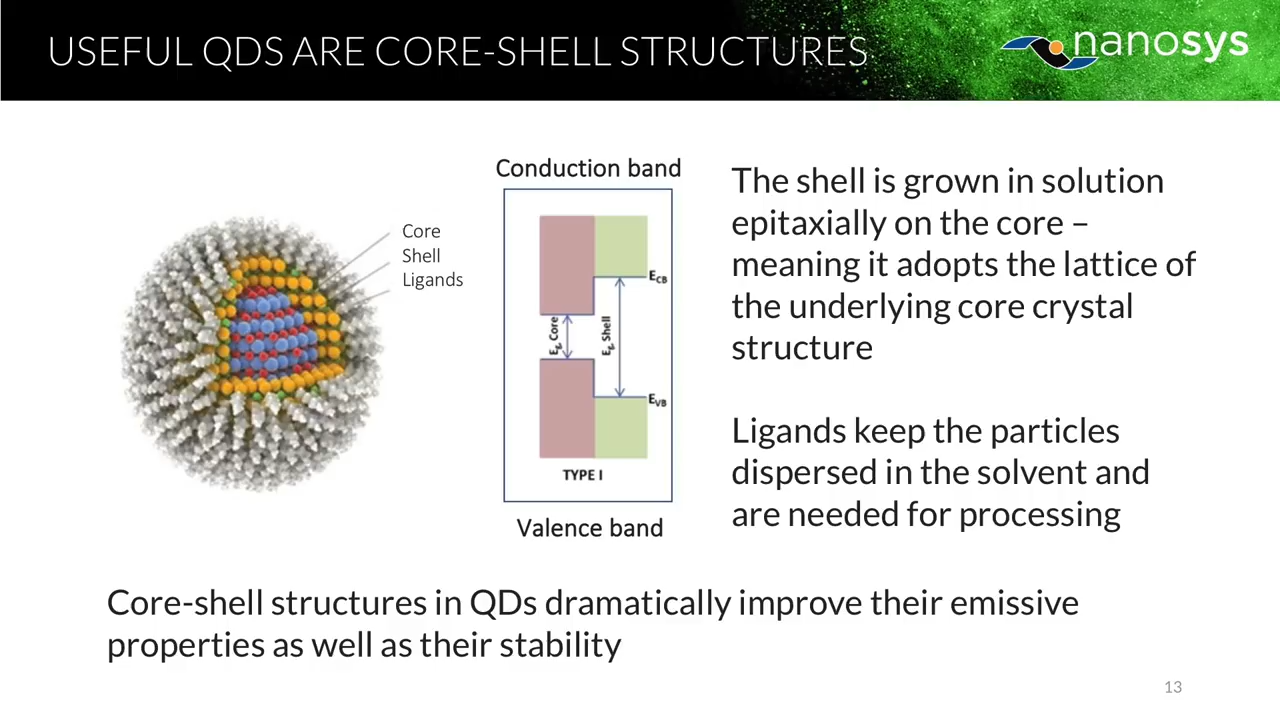 USEFUL QDS ARE CORE-SHELL STRUCTURES
nanosys
Core
Shell
Ligands
Conduction band
E_CB
E_g, Core
E_g, Shell
E_VB
TYPE I
Valence band
The shell is grown in solution
epitaxially on the core –
meaning it adopts the lattice of
the underlying core crystal
structure
Ligands keep the particles
dispersed in the solvent and
are needed for processing
Core-shell structures in QDs dramatically improve their emissive
properties as well as their stability
13